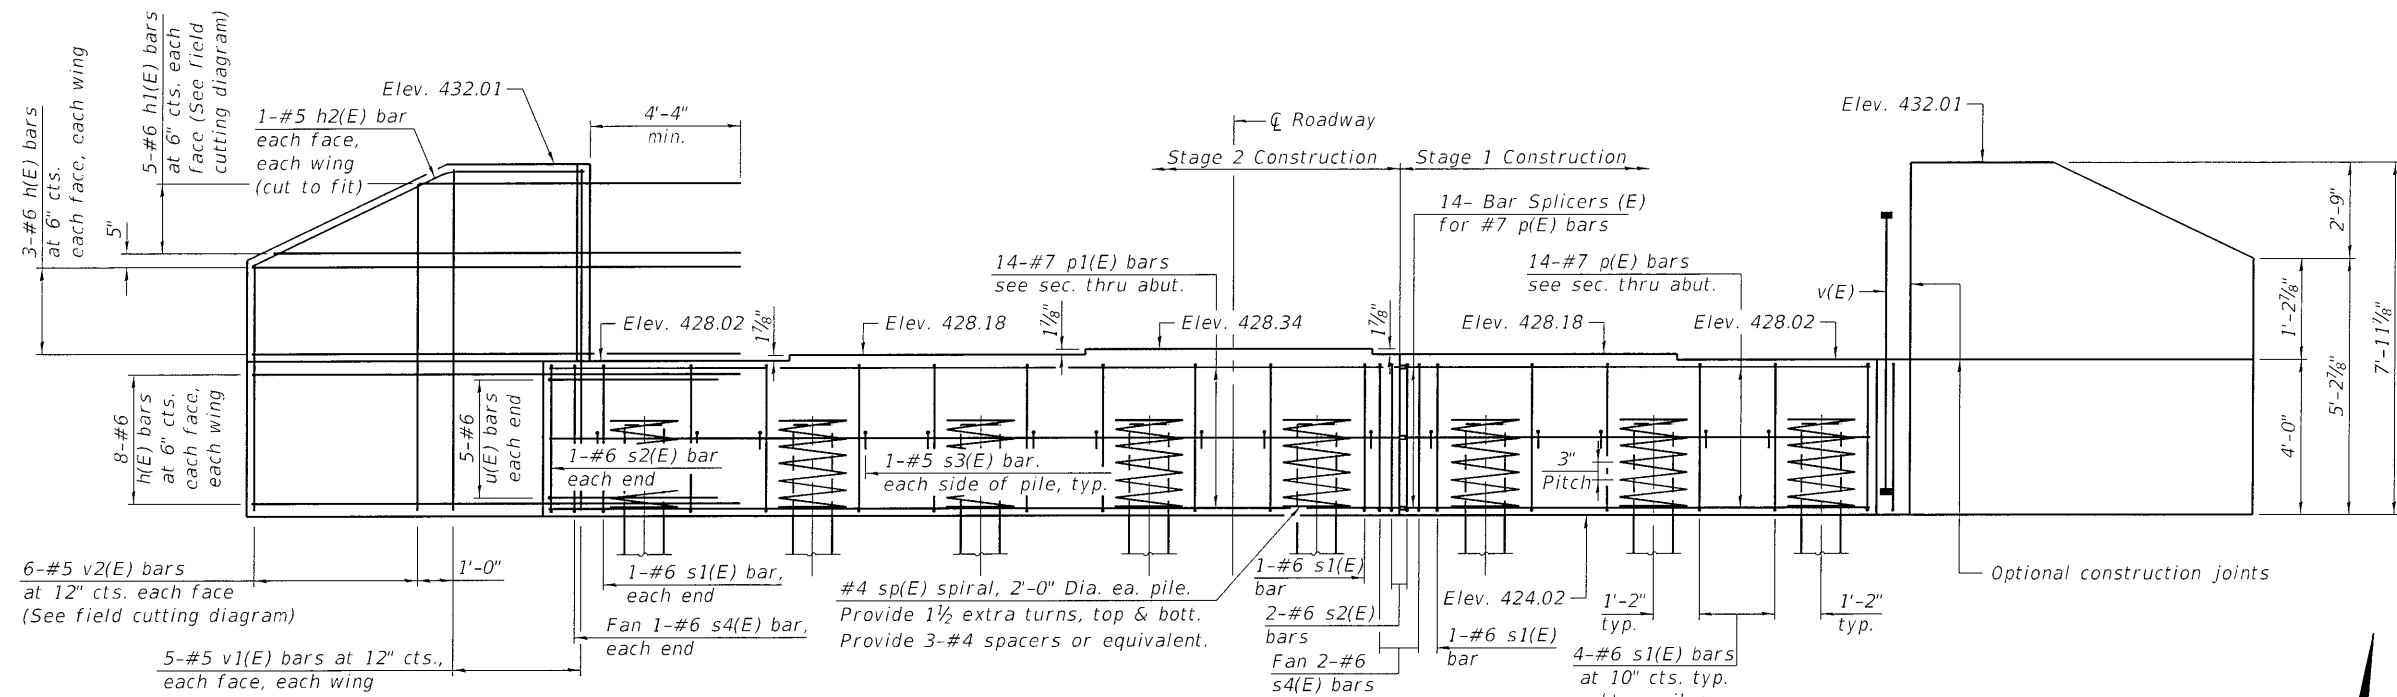 3-#6 h(E) bars
at 6" cts.
each face, each wing
5-#6 h1(E) bars
at 6" cts. each
face (See field
cutting diagram)
5"
Elev. 432.01
1-#5 h2(E) bar
each face,
each wing
(cut to fit)
4'-4"
min.
℄ Roadway
Stage 2 Construction
Stage 1 Construction
14- Bar Splicers (E)
for #7 p(E) bars
Elev. 432.01
2'-9"
1'-2⅞"
4'-0"
5'-2⅞"
7'-11⅞"
14-#7 p1(E) bars
see sec. thru abut.
14-#7 p(E) bars
see sec. thru abut.
v(E)
Elev. 428.02
1⅞"
Elev. 428.18
1⅞"
Elev. 428.34
1⅞"
Elev. 428.18
Elev. 428.02
8-#6
h(E) bars
at 6" cts.
each face,
each wing
5-#6
u(E) bars
each end
1-#6 s2(E) bar
each end
1-#5 s3(E) bar.
each side of pile, typ.
3"
Pitch
6-#5 v2(E) bars
at 12" cts. each face
(See field cutting diagram)
1'-0"
1-#6 s1(E) bar,
each end
Fan 1-#6 s4(E) bar,
each end
5-#5 v1(E) bars at 12" cts.,
each face, each wing
#4 sp(E) spiral, 2'-0" Dia. ea. pile.
Provide 1½ extra turns, top & bott.
Provide 3-#4 spacers or equivalent.
1-#6 s1(E)
bar
2-#6 s2(E)
bars
Fan 2-#6
s4(E) bars
Elev. 424.02
1-#6 s1(E)
bar
1'-2"
typ.
4-#6 s1(E) bars
at 10" cts. typ.
1'-2"
typ.
Optional construction joints